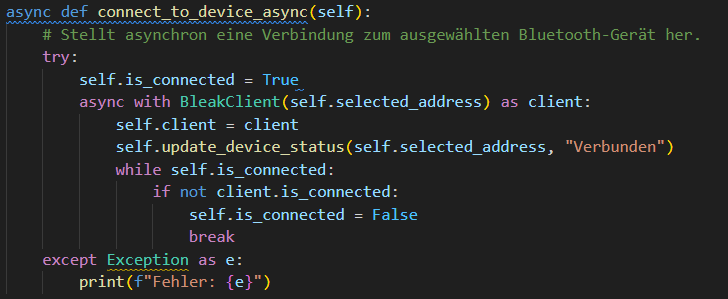 async def connect_to_device_async(self):
    # Stellt asynchron eine Verbindung zum ausgewählten Bluetooth-Gerät her.
    try:
        self.is_connected = True
        async with BleakClient(self.selected_address) as client:
            self.client = client
            self.update_device_status(self.selected_address, "Verbunden")
            while self.is_connected:
                if not client.is_connected:
                    self.is_connected = False
                    break
    except Exception as e:
        print(f"Fehler: {e}")